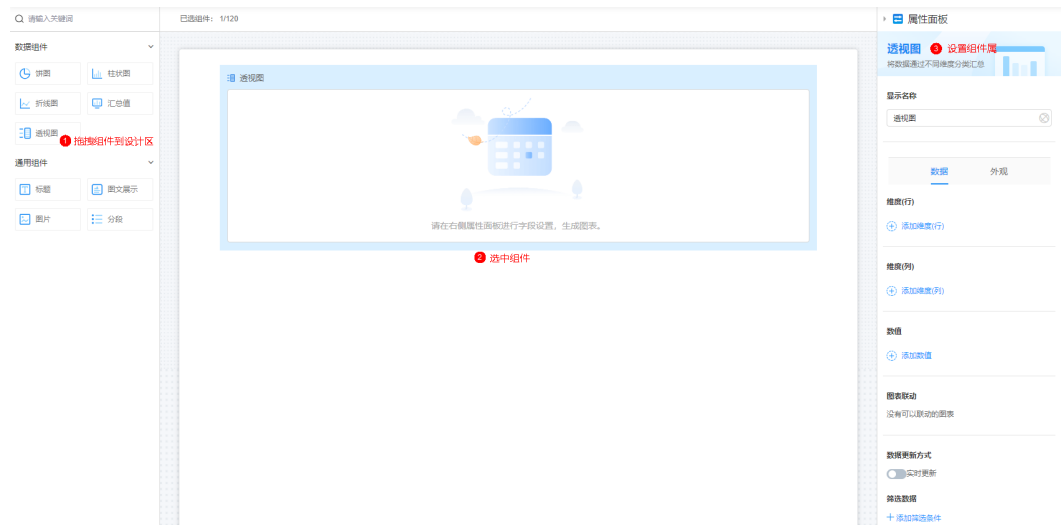 请输入关键词
已选组件： 1/120
属性面板
数据组件
饼图
柱状图
折线图
汇总值
透视图
1 拖拽组件到设计区
通用组件
标题
图文展示
图片
分段
透视图
请在右侧属性面板进行字段设置，生成图表。
2 选中组件
透视图
3 设置组件属
将数据通过不同维度分类汇总
显示名称
透视图
数据
外观
维度(行)
添加维度(行)
维度(列)
添加维度(列)
数值
添加数值
图表联动
没有可以联动的图表
数据更新方式
实时更新
筛选数据
添加筛选条件